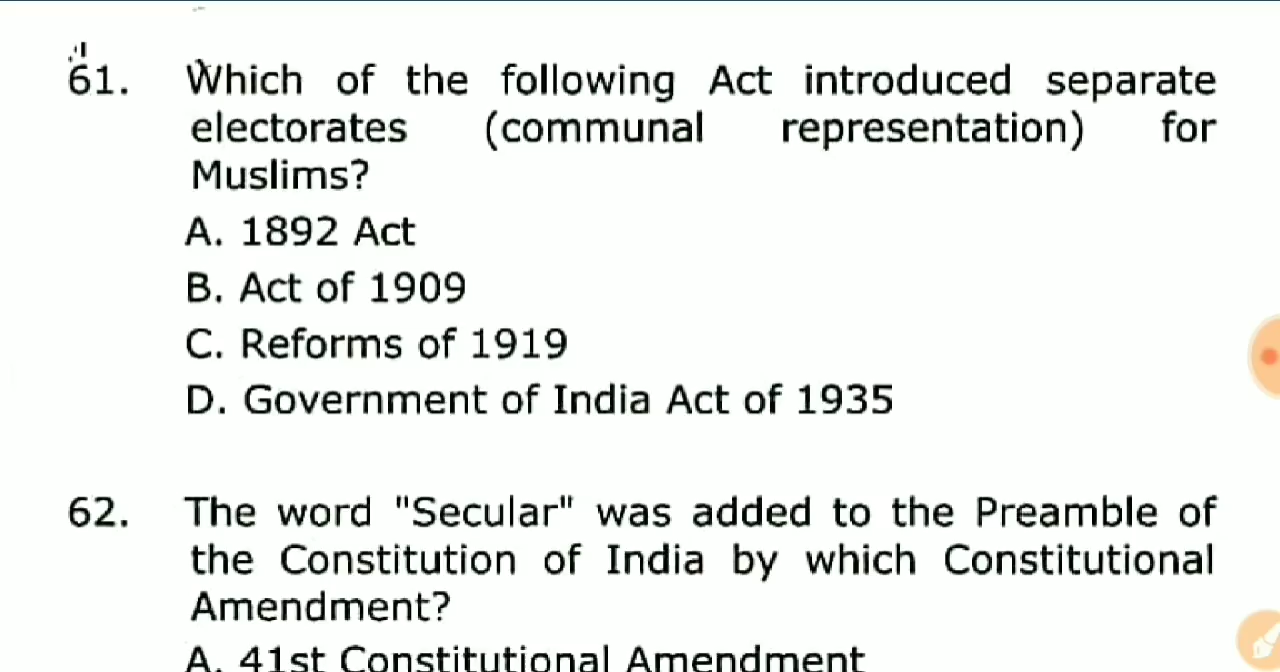 61. Which of the following Act introduced separate
electorates (communal representation) for
Muslims?
A. 1892 Act
B. Act of 1909
C. Reforms of 1919
D. Government of India Act of 1935
62. The word "Secular" was added to the Preamble of
the Constitution of India by which Constitutional
Amendment?
A. 41st Constitutional Amendment